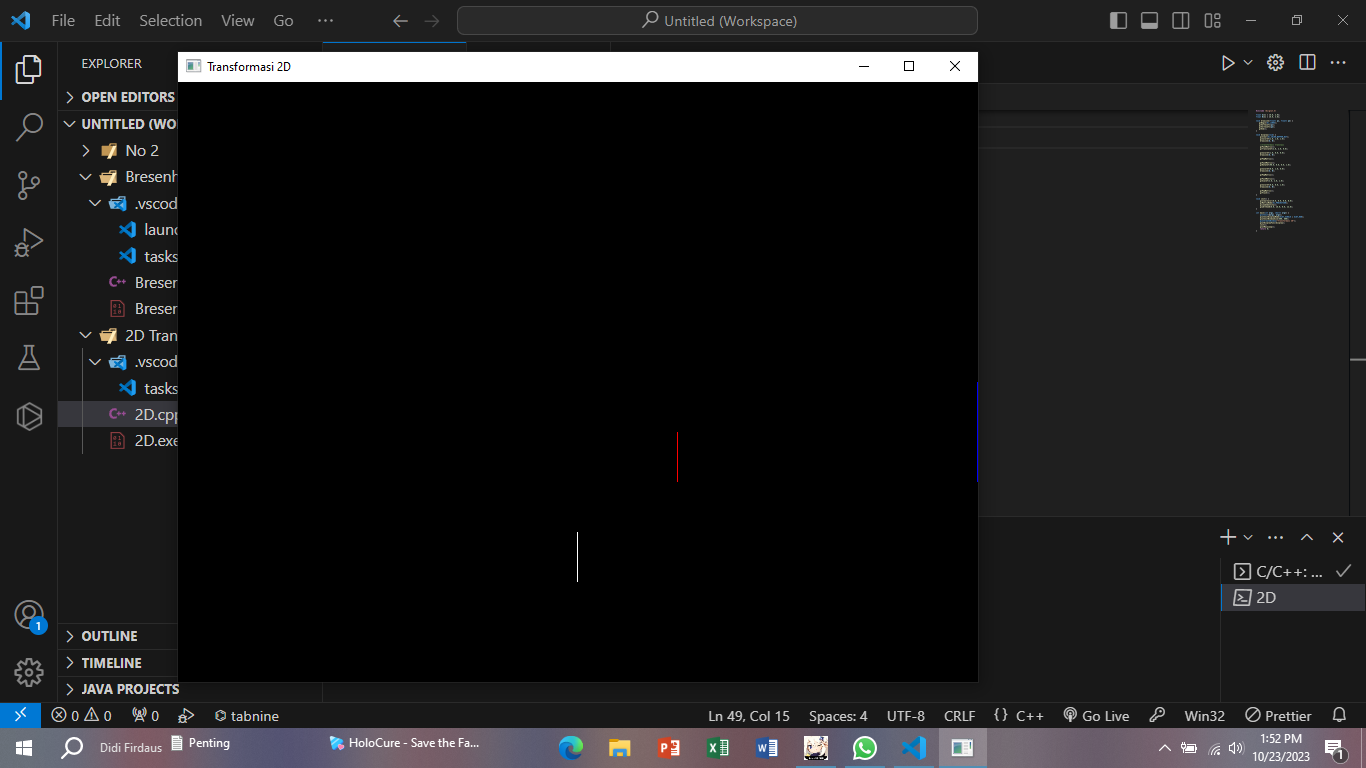 File Edit Selection View Go ··· Untitled (Workspace)
EXPLORER
Transformasi 2D
OPEN EDITORS
UNTITLED (WO
No 2
Bresenh
.vscod
launc
tasks
C++ Breser
Breser
2D Tran
.vscod
tasks
C++ 2D.cpp
2D.exe
C/C++: ...
2D
1
OUTLINE
TIMELINE
JAVA PROJECTS
0 0 0 tabnine Ln 49, Col 15 Spaces: 4 UTF-8 CRLF {} C++ Go Live Win32 Prettier
Didi Firdaus Penting HoloCure - Save the Fa... 1:52 PM
10/23/2023 1